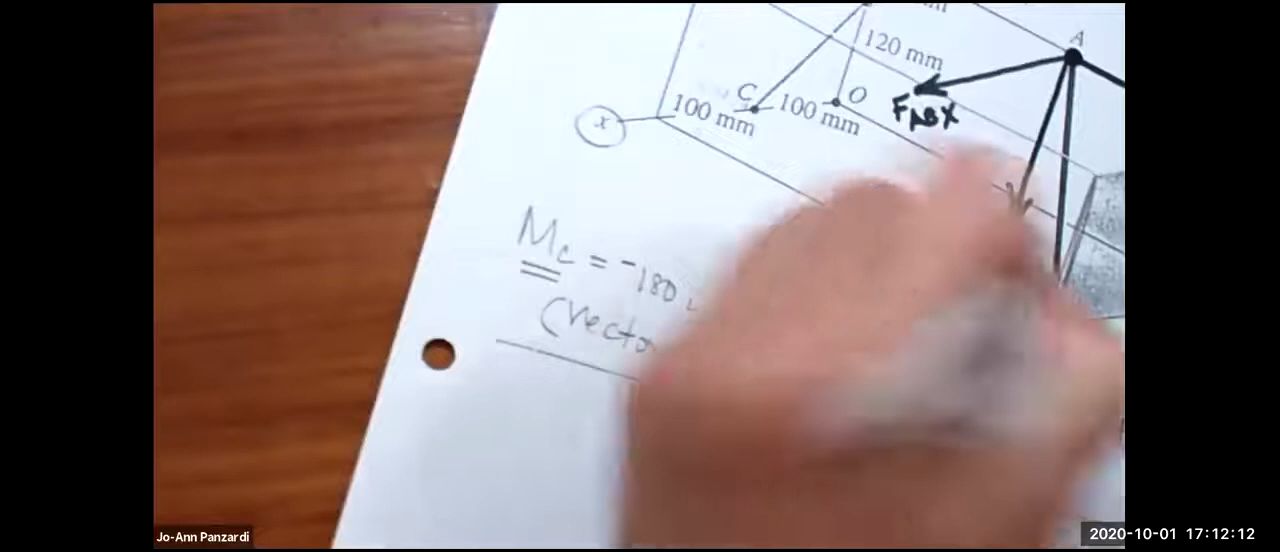 A
120 mm
C
O
100 mm
100 mm
FABX
x
Mc = -180
(Vecto
Jo-Ann Panzardi
2020-10-01 17:12:12